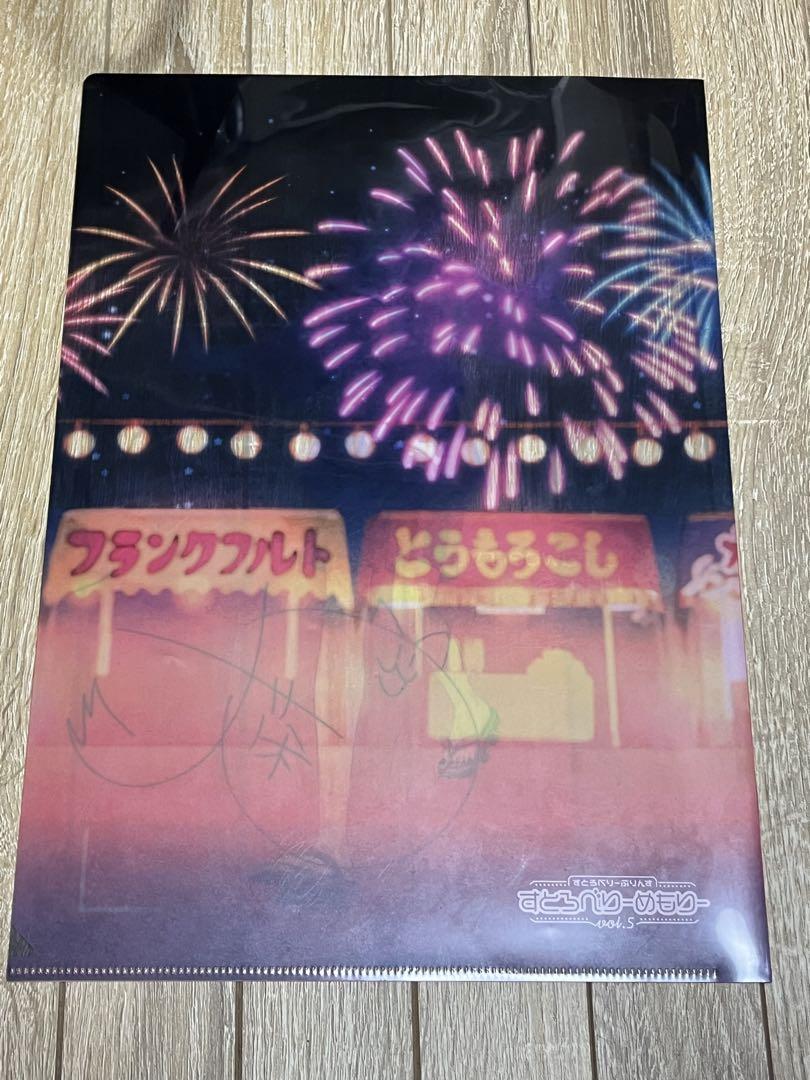 フランクフルト
とうもろこし
すとろべりーぷりんす
すとろべりーめもりー
vol.5